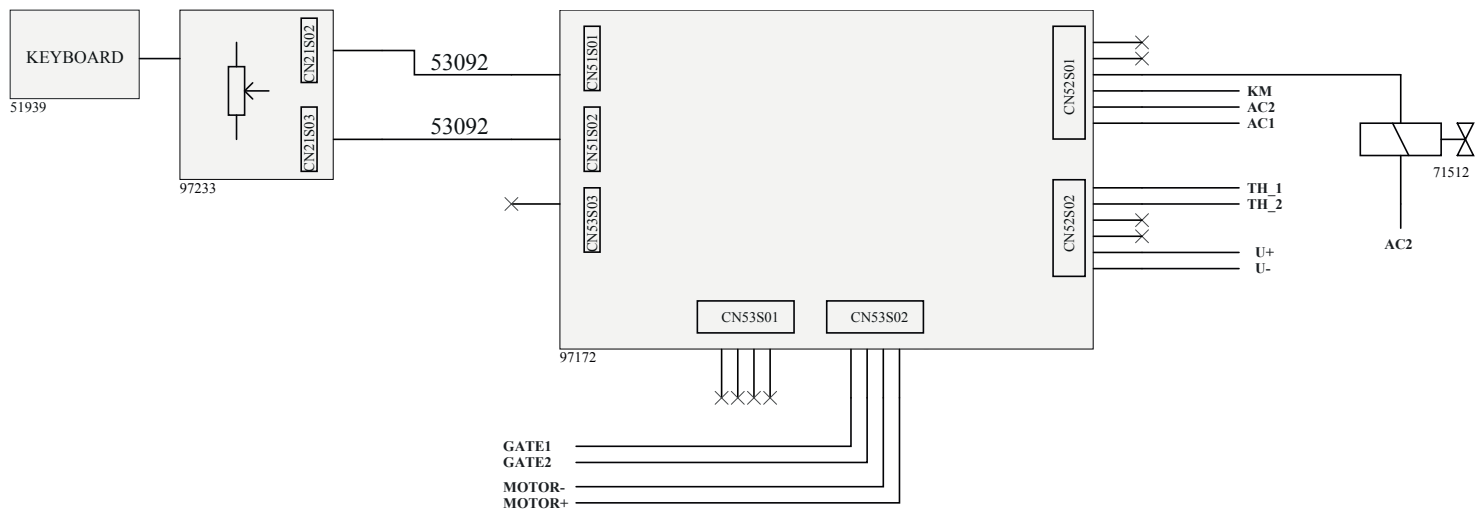 KEYBOARD
51939
CN21S02
CN21S03
97233
53092
53092
CN51S01
CN51S02
CN53S03
CN52S01
KM
AC2
AC1
CN52S02
TH_1
TH_2
U+
U-
71512
AC2
CN53S01
CN53S02
97172
GATE1
GATE2
MOTOR-
MOTOR+